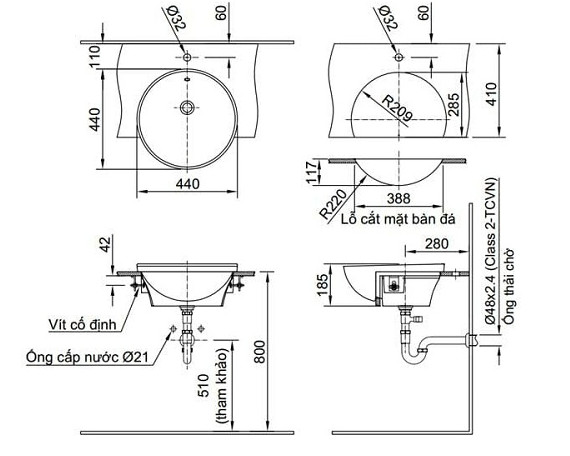 Ø32
60
110
440
440
Ø32
60
R209
285
410
117
R220
388
Lỗ cắt mặt bàn đá
42
Vít cố định
Ống cấp nước Ø21
510
(tham khảo)
800
280
185
Ø48x2.4 (Class 2-TCVN)
Ống thải chờ